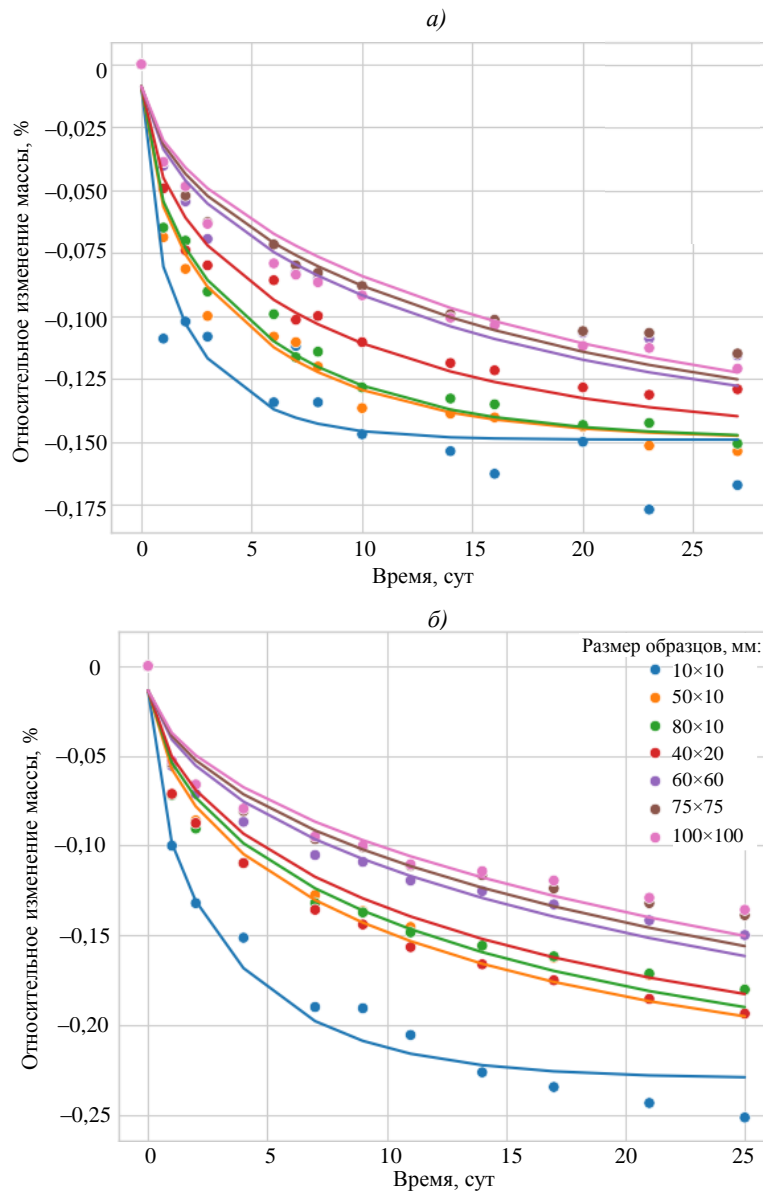 а)
Относительное изменение массы, %
0
–0,025
–0,050
–0,075
–0,100
–0,125
–0,150
–0,175
0 5 10 15 20 25
Время, сут
б)
Относительное изменение массы, %
0
–0,05
–0,10
–0,15
–0,20
–0,25
Размер образцов, мм:
10×10
50×10
80×10
40×20
60×60
75×75
100×100
0 5 10 15 20 25
Время, сут